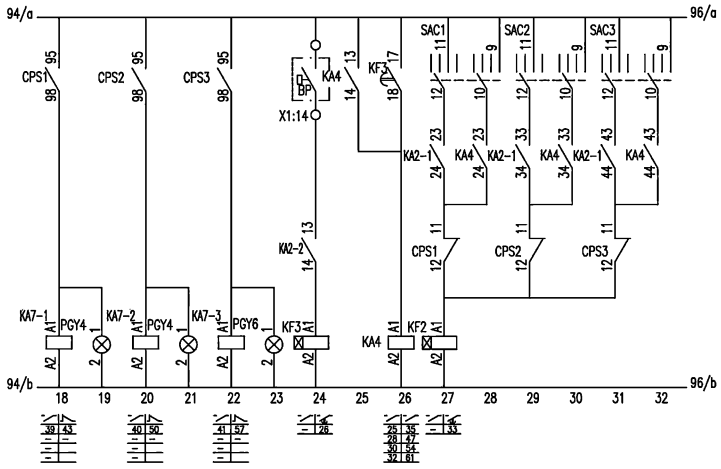 94/a 96/a
SAC1 SAC2 SAC3
95 95 95 13 17 11 9 11 9 11 9
CPS1 CPS2 CPS3 BP KA4 KF3
98 98 98 14 18 12 10 12 10 12 10
X1:14
23 23 33 33 43 43
KA2-1 KA4 KA2-1 KA4 KA2-1 KA4
24 24 34 34 44 44
13 11 11 11
KA2-2 CPS1 CPS2 CPS3
14 12 12 12
KA7-1 A1 PGY4 1 KA7-2 A1 PGY4 1 KA7-3 A1 PGY6 1 KF3 A1 KA4 A1 KF2 A1
A2 2 A2 2 A2 2 A2 A2 A2
94/b 96/b
18 19 20 21 22 23 24 25 26 27 28 29 30 31 32
39 43 40 50 41 57 - 26 25 35 - 33
- - - - - - 28 47
- - - 30 54
- - - 32 61